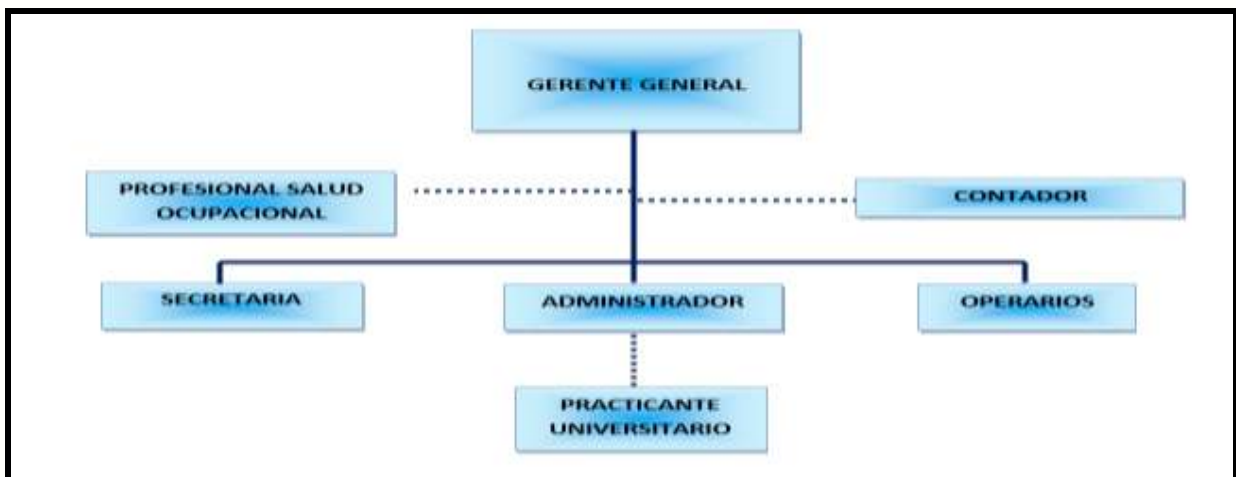 GERENTE GENERAL
PROFESIONAL SALUD
OCUPACIONAL
CONTADOR
SECRETARIA
ADMINISTRADOR
OPERARIOS
PRACTICANTE
UNIVERSITARIO